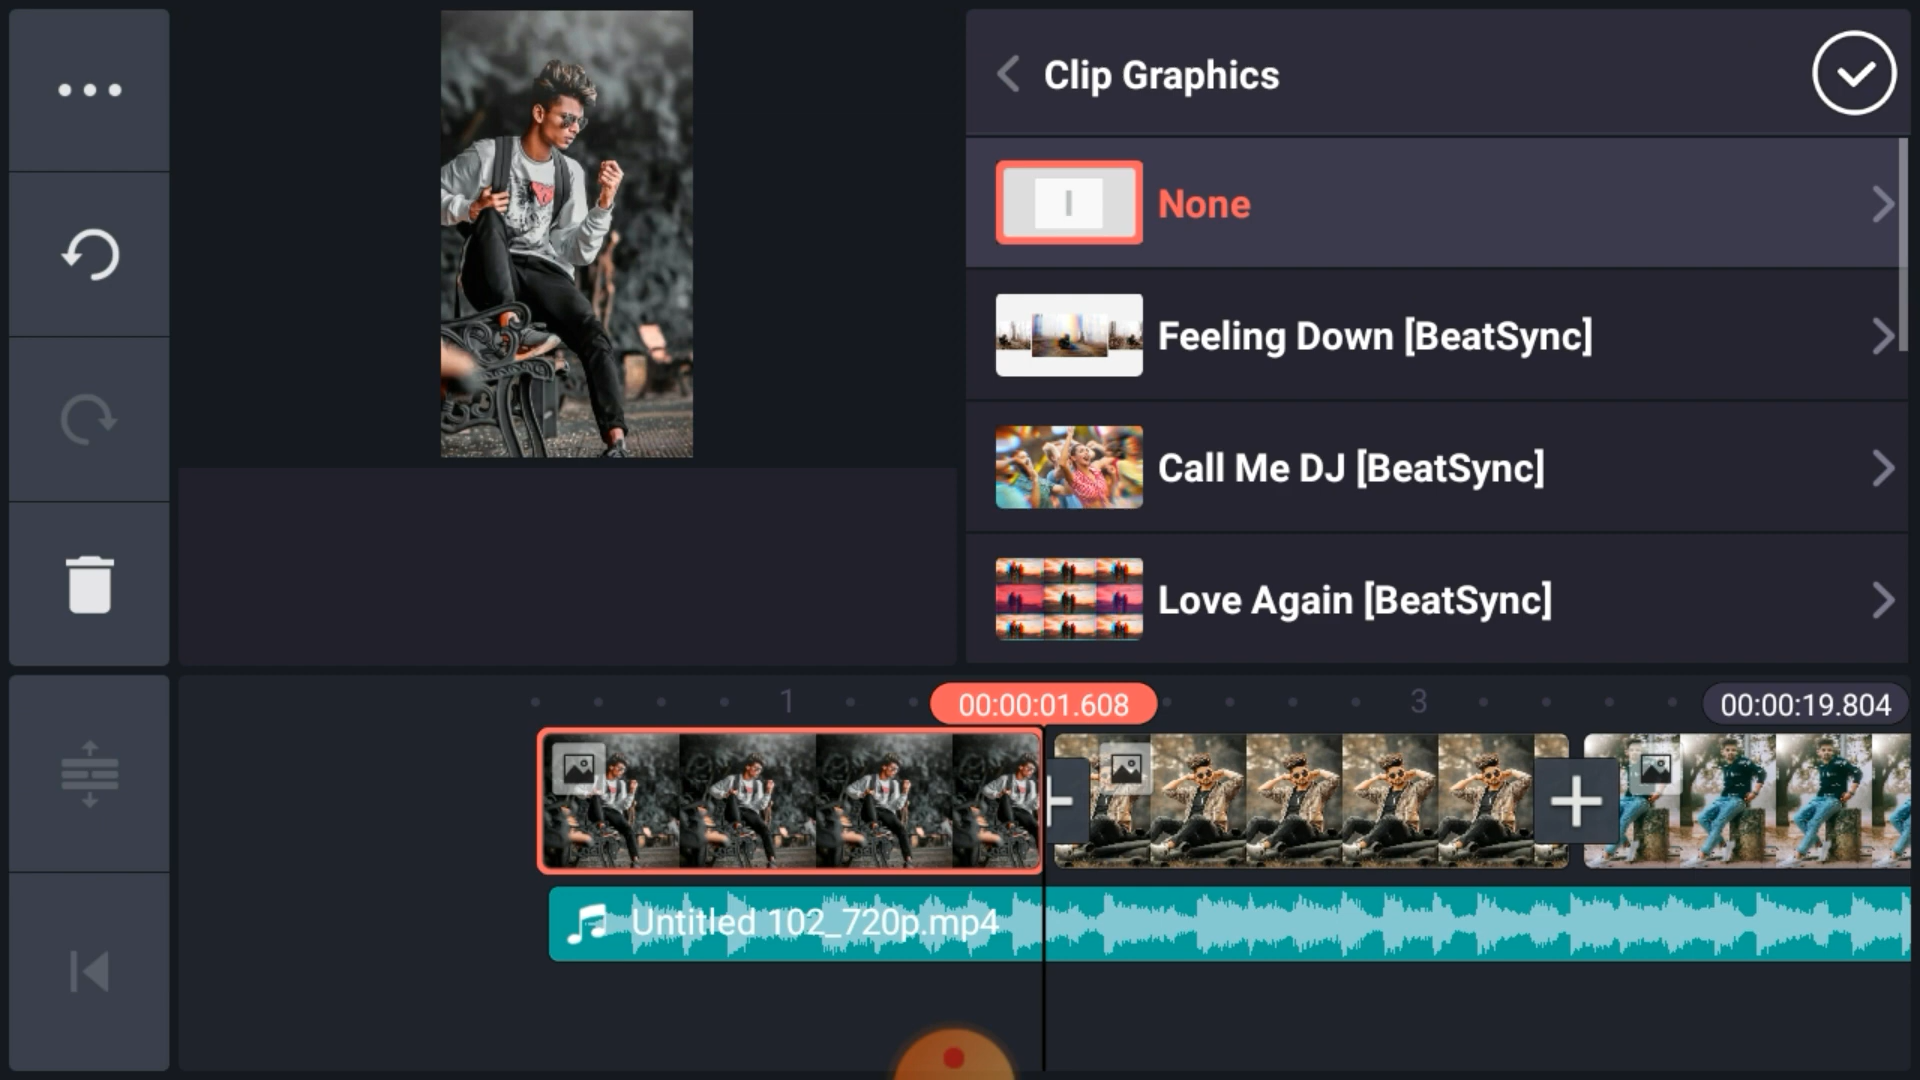 Clip Graphics
None
Feeling Down [BeatSync]
Call Me DJ [BeatSync]
Love Again [BeatSync]
1
00:00:01.608
3
00:00:19.804
Untitled 102_720p.mp4